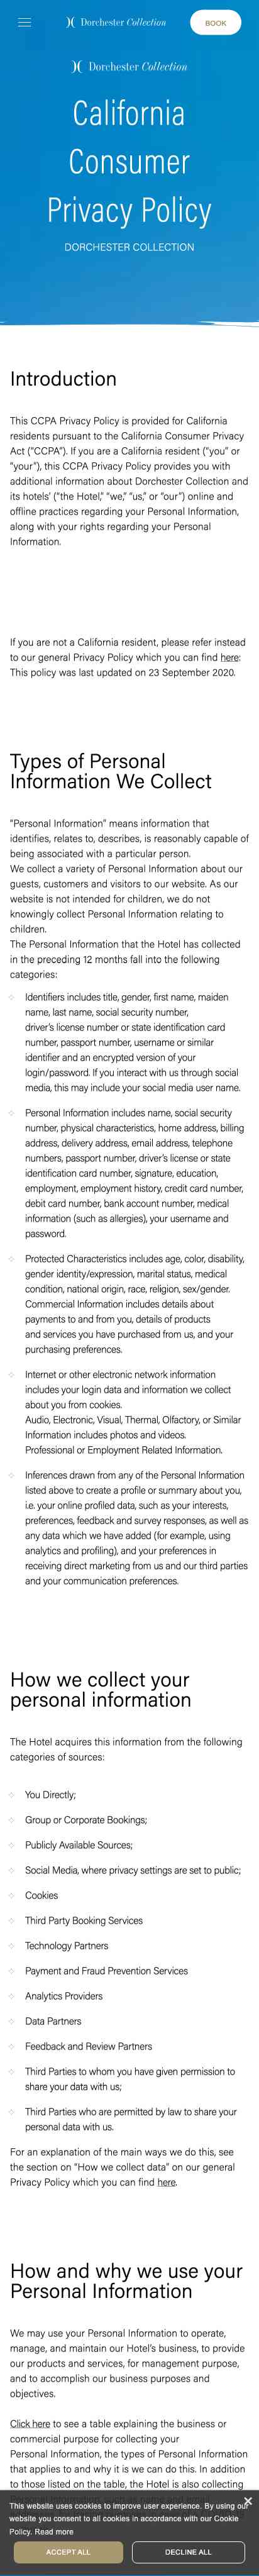 Dorchester Collection
BOOK
Dorchester Collection
California
Consumer
Privacy Policy
DORCHESTER COLLECTION
Introduction
This CCPA Privacy Policy is provided for California
residents pursuant to the California Consumer Privacy
Act (“CCPA”). If you are a California resident (“you” or
“your”), this CCPA Privacy Policy provides you with
additional information about Dorchester Collection and
its hotels’ (“the Hotel,” “we,” “us,” or “our”) online and
offline practices regarding your Personal Information,
along with your rights regarding your Personal
Information.
If you are not a California resident, please refer instead
to our general Privacy Policy which you can find here:
This policy was last updated on 23 September 2020.
Types of Personal
Information We Collect
“Personal Information” means information that
identifies, relates to, describes, is reasonably capable of
being associated with a particular person.
We collect a variety of Personal Information about our
guests, customers and visitors to our website. As our
website is not intended for children, we do not
knowingly collect Personal Information relating to
children.
The Personal Information that the Hotel has collected
in the preceding 12 months fall into the following
categories:
Identifiers includes title, gender, first name, maiden
name, last name, social security number,
driver’s license number or state identification card
number, passport number, username or similar
identifier and an encrypted version of your
login/password. If you interact with us through social
media, this may include your social media user name.
Personal Information includes name, social security
number, physical characteristics, home address, billing
address, delivery address, email address, telephone
numbers, passport number, driver’s license or state
identification card number, signature, education,
employment, employment history, credit card number,
debit card number, bank account number, medical
information (such as allergies), your username and
password.
Protected Characteristics includes age, color, disability,
gender identity/expression, marital status, medical
condition, national origin, race, religion, sex/gender.
Commercial Information includes details about
payments to and from you, details of products
and services you have purchased from us, and your
purchasing preferences.
Internet or other electronic network information
includes your login data and information we collect
about you from cookies.
Audio, Electronic, Visual, Thermal, Olfactory, or Similar
Information includes photos and videos.
Professional or Employment Related Information.
Inferences drawn from any of the Personal Information
listed above to create a profile or summary about you,
i.e. your online profiled data, such as your interests,
preferences, feedback and survey responses, as well as
any data which we have added (for example, using
analytics and profiling), and your preferences in
receiving direct marketing from us and our third parties
and your communication preferences.
How we collect your
personal information
The Hotel acquires this information from the following
categories of sources:
You Directly;
Group or Corporate Bookings;
Publicly Available Sources;
Social Media, where privacy settings are set to public;
Cookies
Third Party Booking Services
Technology Partners
Payment and Fraud Prevention Services
Analytics Providers
Data Partners
Feedback and Review Partners
Third Parties to whom you have given permission to
share your data with us;
Third Parties who are permitted by law to share your
personal data with us.
For an explanation of the main ways we do this, see
the section on “How we collect data” on our general
Privacy Policy which you can find here.
How and why we use your
Personal Information
We may use your Personal Information to operate,
manage, and maintain our Hotel’s business, to provide
our products and services, for management purpose,
and to accomplish our business purposes and
objectives.
Click here to see a table explaining the business or
commercial purpose for collecting your
Personal Information, the types of Personal Information
that applies to and why it is we can do this. In addition
to those listed on the table, the Hotel is also collecting
This website uses cookies to improve user experience. By using our
website you consent to all cookies in accordance with our Cookie
Policy. Read more
ACCEPT ALL
DECLINE ALL